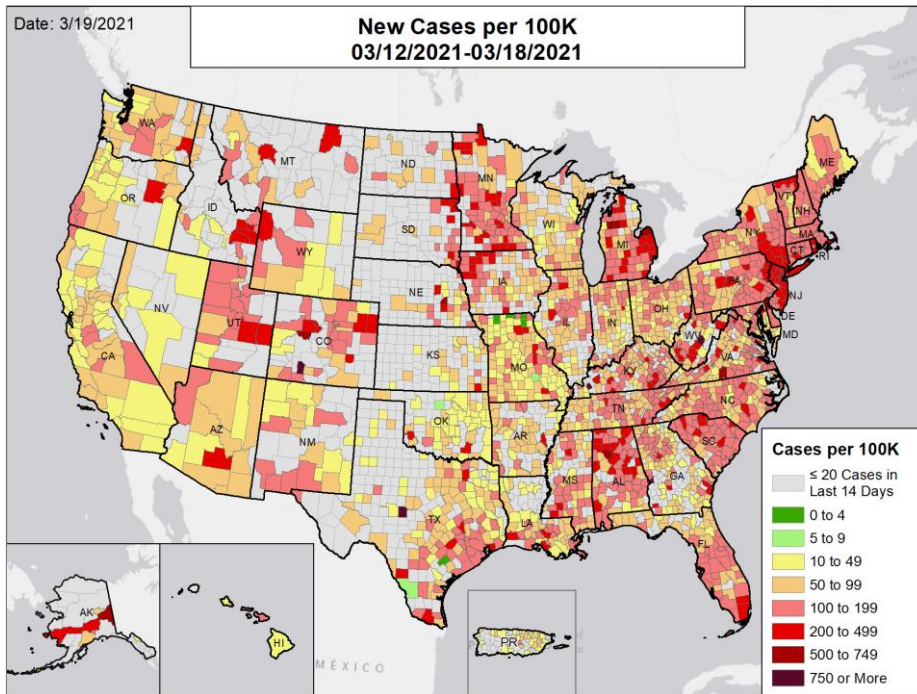 Date: 3/19/2021
New Cases per 100K
03/12/2021-03/18/2021
WA
MT
ND
MN
ME
OR
ID
SD
WI
VT
NH
WY
MI
NY
MA
CT
RI
NE
IA
PA
NJ
NV
UT
CO
IL
IN
OH
DE
MD
CA
KS
MO
WV
VA
KY
AZ
NM
OK
AR
TN
NC
SC
MS
AL
GA
TX
LA
FL
AK
HI
PR
MÉXICO
Cases per 100K
≤ 20 Cases in
Last 14 Days
0 to 4
5 to 9
10 to 49
50 to 99
100 to 199
200 to 499
500 to 749
750 or More